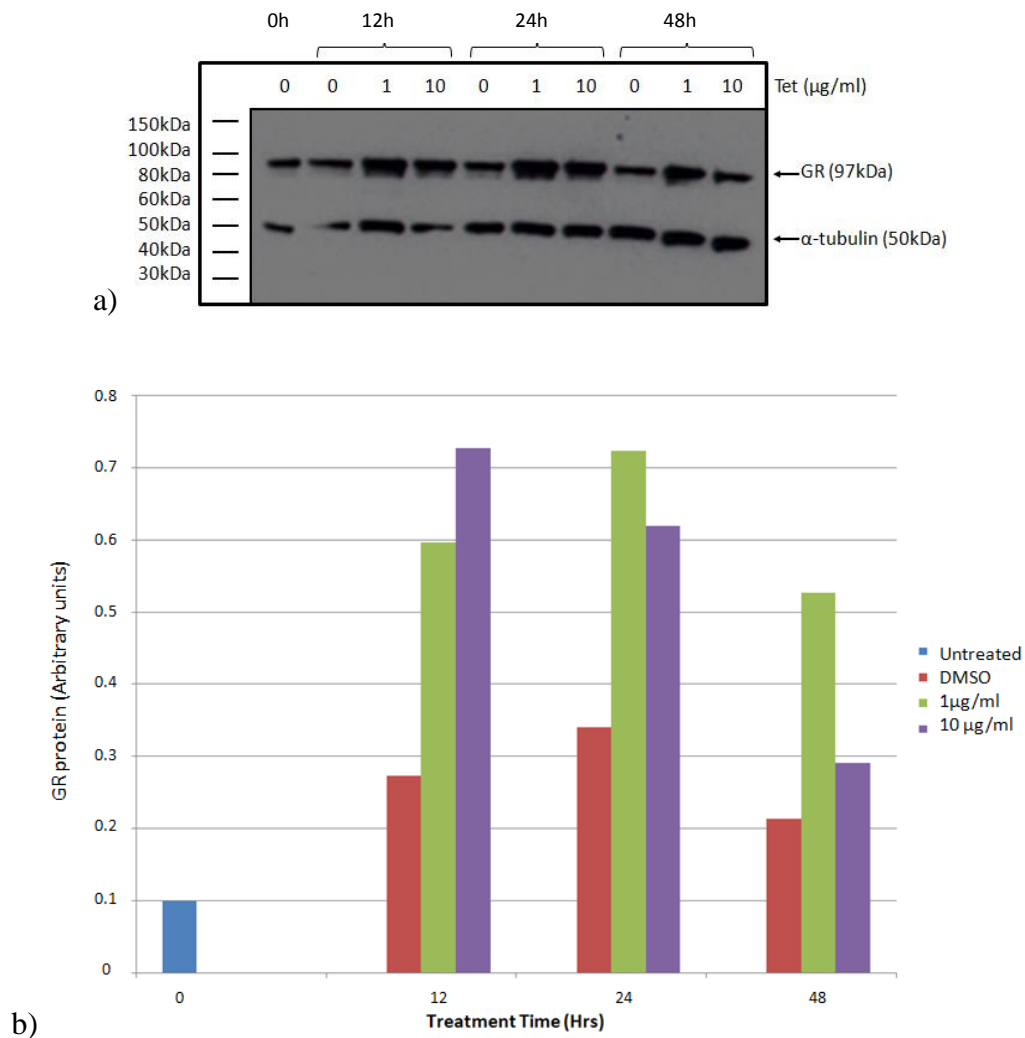 0h 12h 24h 48h
0 0 1 10 0 1 10 0 1 10 Tet (µg/ml)
150kDa
100kDa
80kDa
60kDa
50kDa
40kDa
30kDa
GR (97kDa)
α-tubulin (50kDa)
a)
0.8
0.7
0.6
0.5
0.4
0.3
0.2
0.1
0
GR protein (Arbitrary units)
0 12 24 48
Treatment Time (Hrs)
Untreated
DMSO
1µg/ml
10 µg/ml
b)